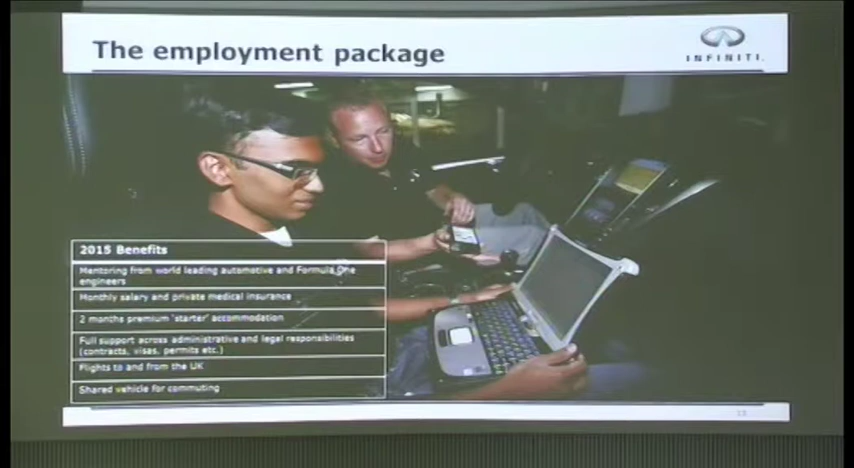 The employment package
INFINITI.
2015 Benefits
Mentoring from world leading automotive and Formula One
engineers
Monthly salary and private medical insurance
2 months premium 'starter' accommodation
Full support across administrative and legal responsibilities
(contracts, visas, permits etc.)
Flights to and from the UK
Shared vehicle for commuting